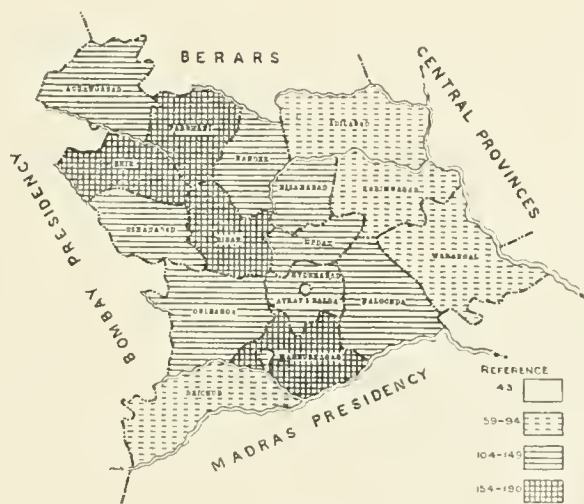 BERARS
CENTRAL PROVINCES
AURANGABAD
PARBHANI
ADILABAD
BHIR
NANDER
NIZAMABAD
KARIMNAGAR
OSMANABAD
BIDAR
MEDAK
WARANGAL
HYDERABAD
GULBARGA
ATRAF I BALDA
NALGONDA
MAHBUBNAGAR
RAICHUR
BOMBAY PRESIDENCY
MADRAS PRESIDENCY
REFERENCE
43
59-94
104-149
154-190